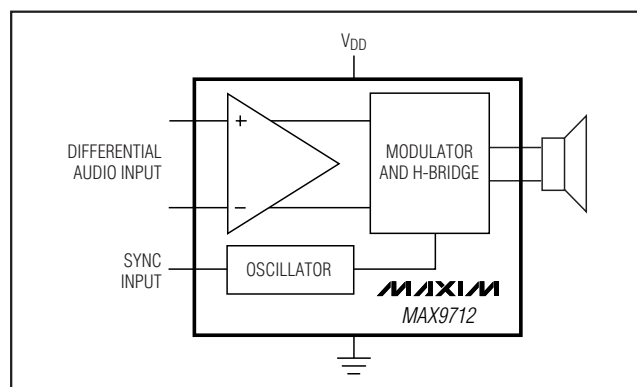 VDD
+
DIFFERENTIAL
AUDIO INPUT
−
MODULATOR
AND H-BRIDGE
SYNC
INPUT
OSCILLATOR
MAXIM
MAX9712